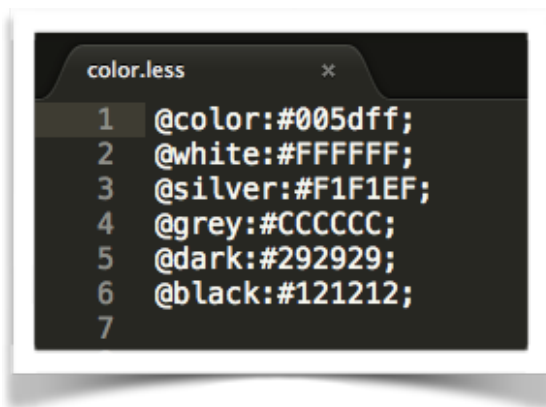 color.less ×
1 @color:#005dff;
2 @white:#FFFFFF;
3 @silver:#F1F1EF;
4 @grey:#CCCCCC;
5 @dark:#292929;
6 @black:#121212;
7